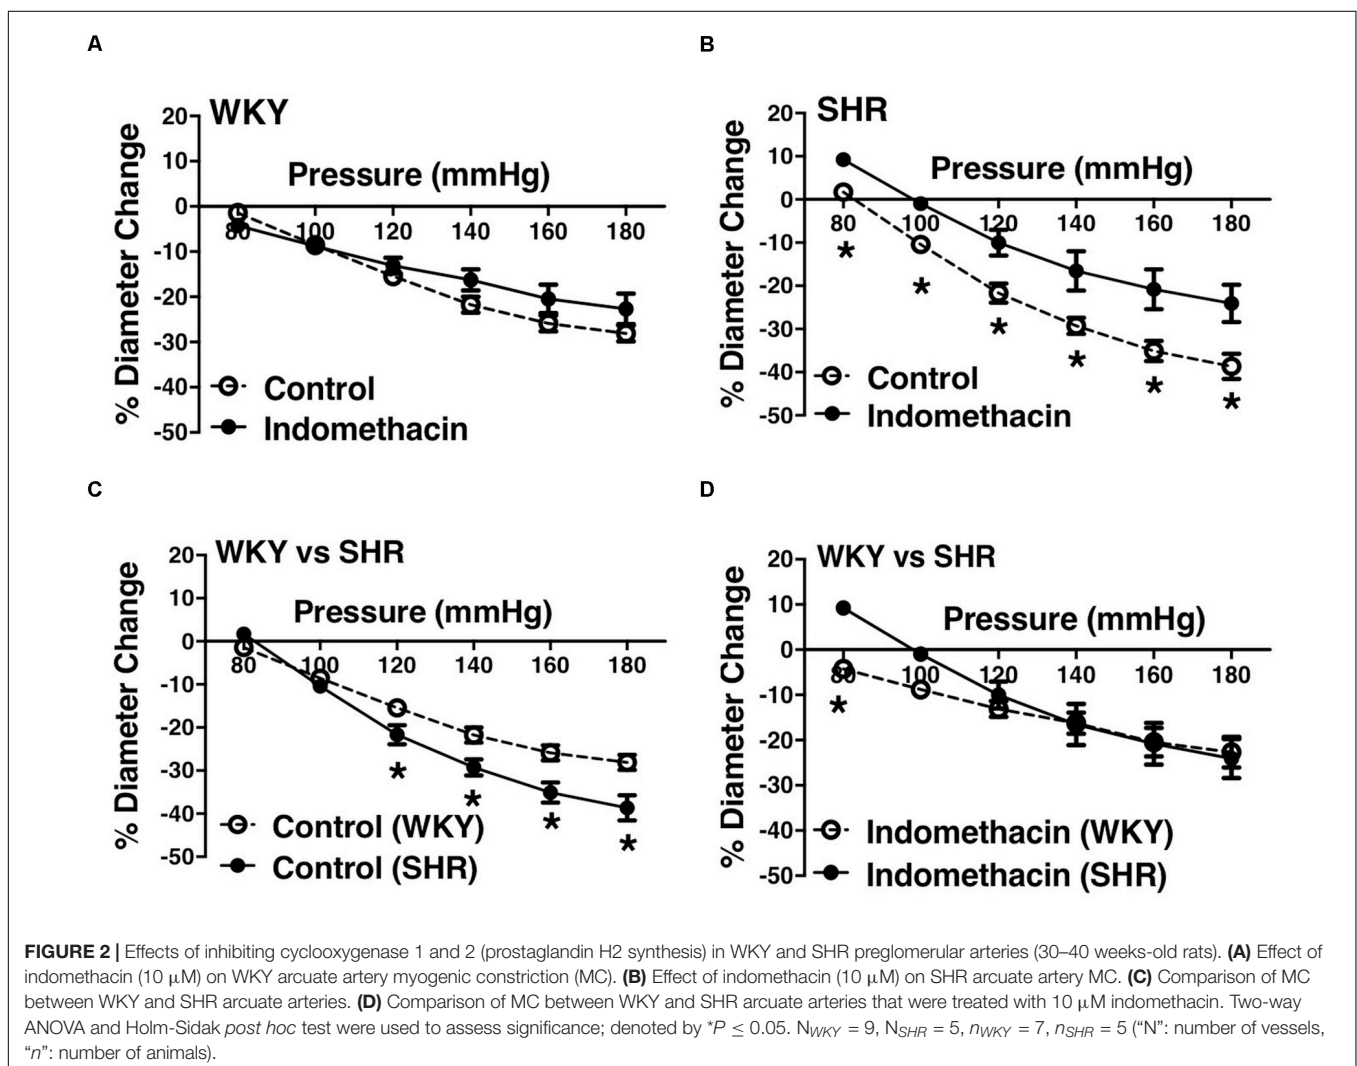 A
WKY
Pressure (mmHg)
% Diameter Change
20
10
0
-10
-20
-30
-40
-50
80
100
120
140
160
180
Control
Indomethacin
B
SHR
Pressure (mmHg)
% Diameter Change
20
10
0
-10
-20
-30
-40
-50
80
100
120
140
160
180
*
*
*
*
*
*
Control
Indomethacin
C
WKY vs SHR
Pressure (mmHg)
% Diameter Change
20
10
0
-10
-20
-30
-40
-50
80
100
120
140
160
180
*
*
*
*
Control (WKY)
Control (SHR)
D
WKY vs SHR
Pressure (mmHg)
% Diameter Change
20
10
0
-10
-20
-30
-40
-50
80
100
120
140
160
180
*
Indomethacin (WKY)
Indomethacin (SHR)
FIGURE 2 | Effects of inhibiting cyclooxygenase 1 and 2 (prostaglandin H2 synthesis) in WKY and SHR preglomerular arteries (30–40 weeks-old rats). (A) Effect of
indomethacin (10 μM) on WKY arcuate artery myogenic constriction (MC). (B) Effect of indomethacin (10 μM) on SHR arcuate artery MC. (C) Comparison of MC
between WKY and SHR arcuate arteries. (D) Comparison of MC between WKY and SHR arcuate arteries that were treated with 10 μM indomethacin. Two-way
ANOVA and Holm-Sidak post hoc test were used to assess significance; denoted by *P ≤ 0.05. NWKY = 9, NSHR = 5, nWKY = 7, nSHR = 5 (“N”: number of vessels,
“n”: number of animals).